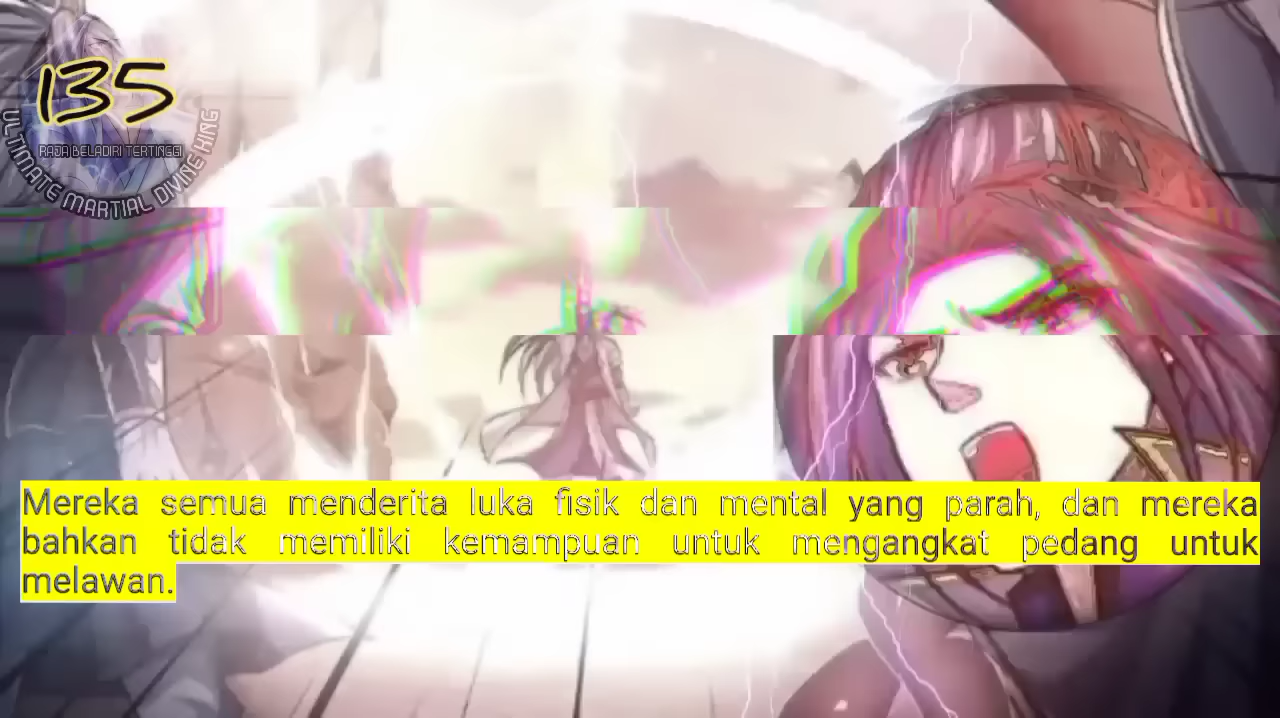 135
RAJA BELADIRI TERTINGGI
ULTIMATE MARTIAL DIVINE KING
Mereka semua menderita luka fisik dan mental yang parah, dan mereka
bahkan tidak memiliki kemampuan untuk mengangkat pedang untuk
melawan.